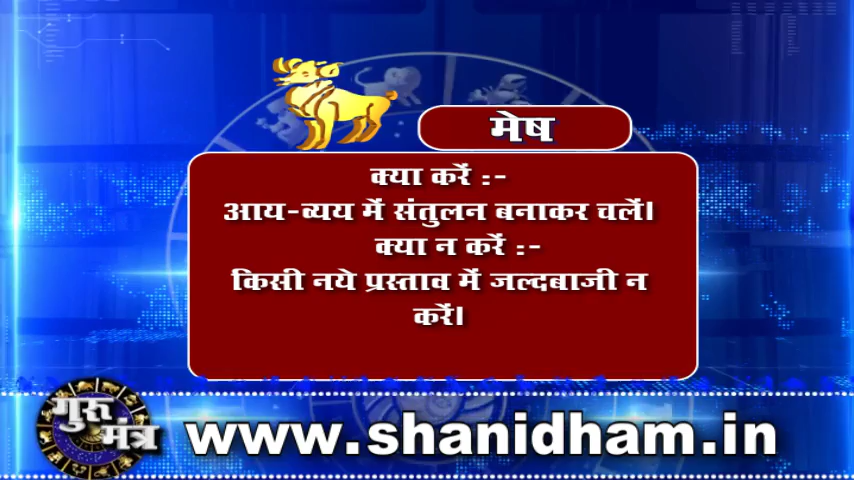 मेष
क्या करें :-
आय-व्यय में संतुलन बनाकर चलें।
क्या न करें :-
किसी नये प्रस्ताव में जल्दबाजी न
करें।
गुरु
मंत्र
www.shanidham.in